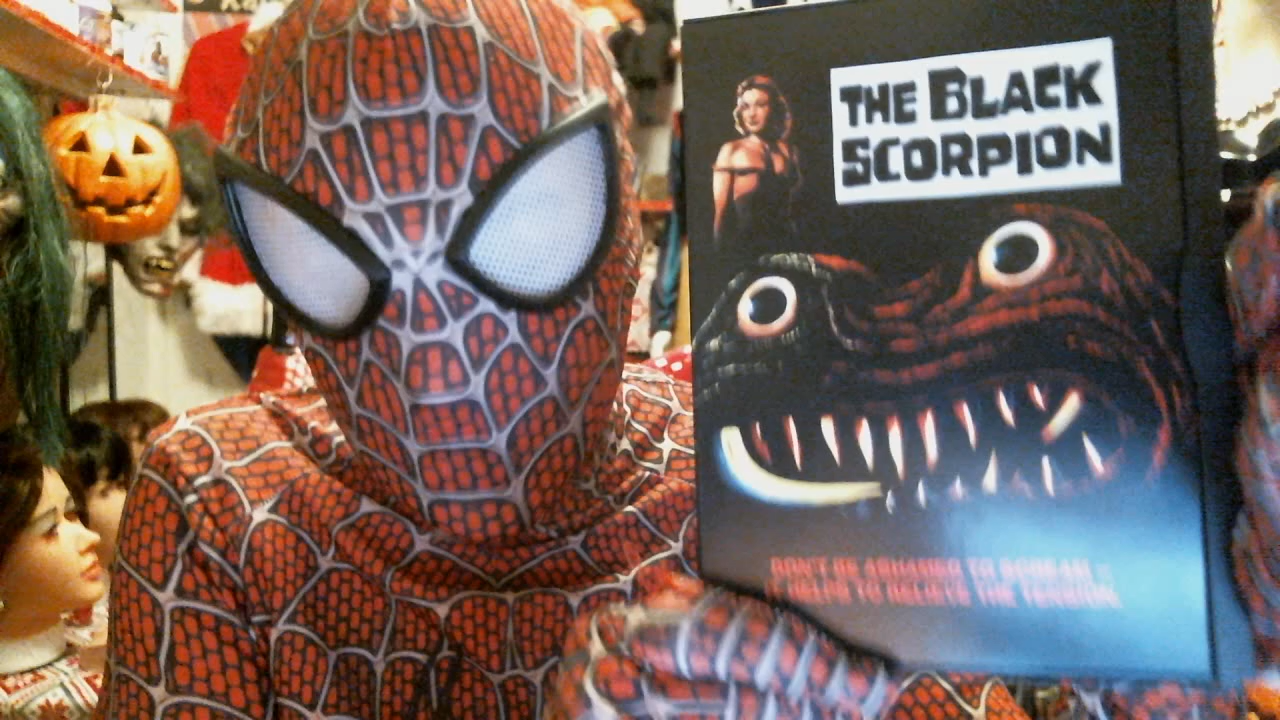 THE BLACK
SCORPION
DON'T BE ASHAMED TO SCREAM -
IT HELPS TO RELIEVE THE TENSION.